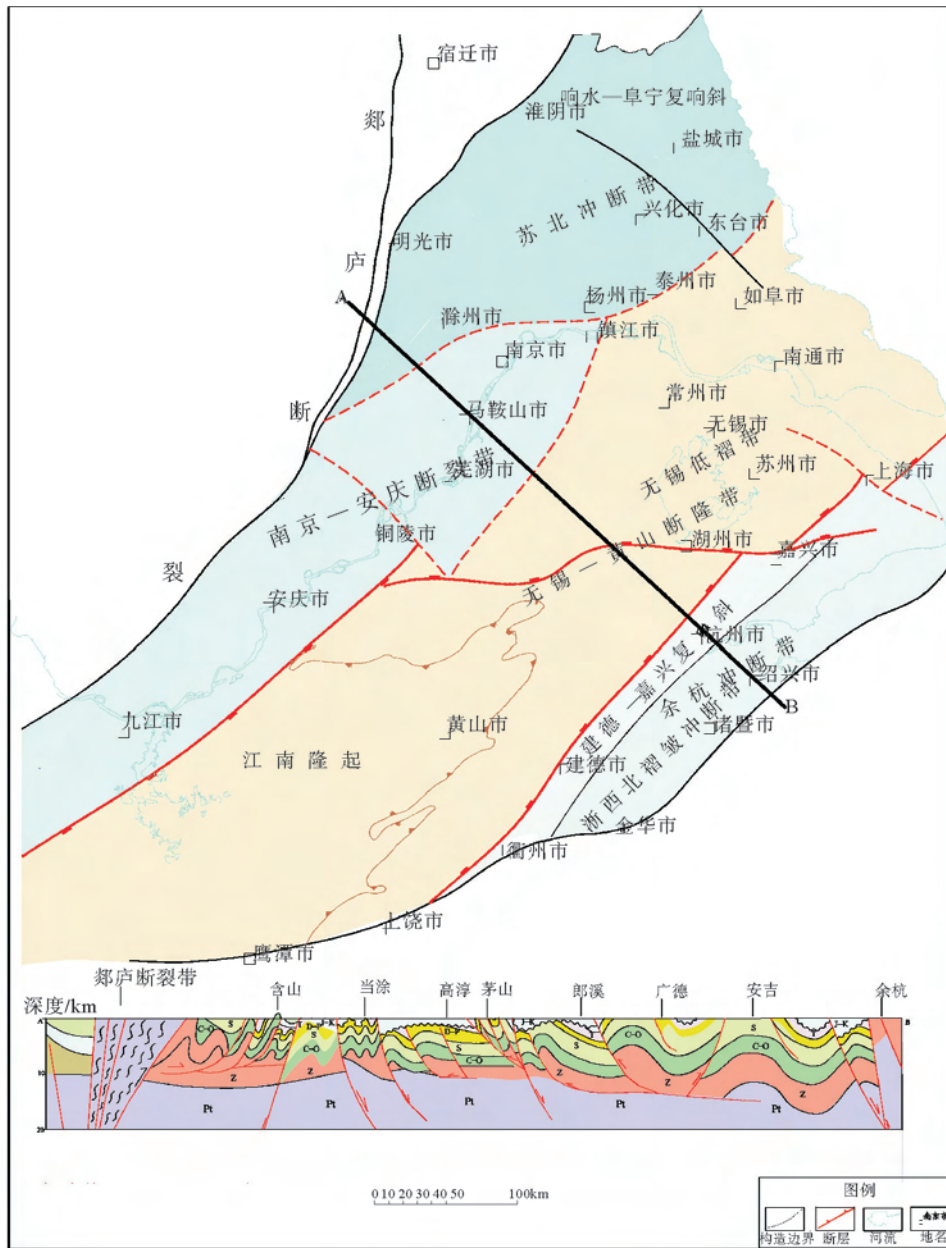 宿迁市
郯
响水—阜宁复向斜
淮阴市
盐城市
苏北冲断带
兴化市
东台市
庐
明光市
A
泰州市
扬州市
如阜市
滁州市
镇江市
南京市
南通市
断
马鞍山市
常州市
无锡市
无锡低褶带
苏州市
上海市
芜湖市
南京—安庆断裂带
铜陵市
湖州市
嘉兴市
无锡—黄山断隆带
裂
安庆市
杭州市
建德—嘉兴复斜
余杭冲断带
绍兴市
B
九江市
黄山市
诸暨市
江南隆起
建德市
浙西北褶皱冲断带
金华市
衢州市
上饶市
鹰潭市
郯庐断裂带
深度/km
含山
当涂
高淳
茅山
郎溪
广德
安吉
余杭
A
B
S
J-K
D-P
J-K
S
J-K
C-O
D-P
S
S
C-O
S
C-O
C-O
C-O
10
Z
Z
Z
Z
Z
Pt
Pt
Pt
Pt
Pt
20
0 10 20 30 40 50 100km
图例
南京市
构造边界 断层 河流 地名